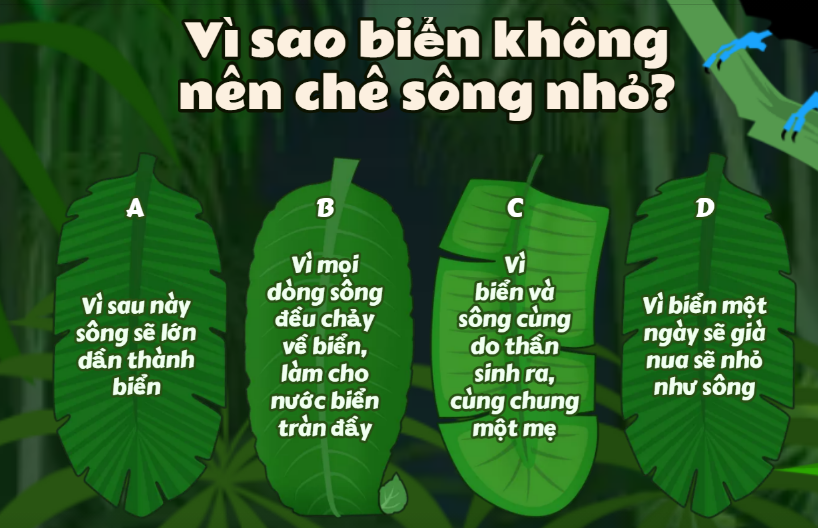 Vì sao biển không
nên chê sông nhỏ?
A
Vì sau này
sông sẽ lớn
dần thành
biển
B
Vì mọi
dòng sông
đều chảy
về biển,
làm cho
nước biển
tràn đầy
C
Vì
biển và
sông cùng
do thần
sinh ra,
cùng chung
một mẹ
D
Vì biển một
ngày sẽ già
nua sẽ nhỏ
như sông